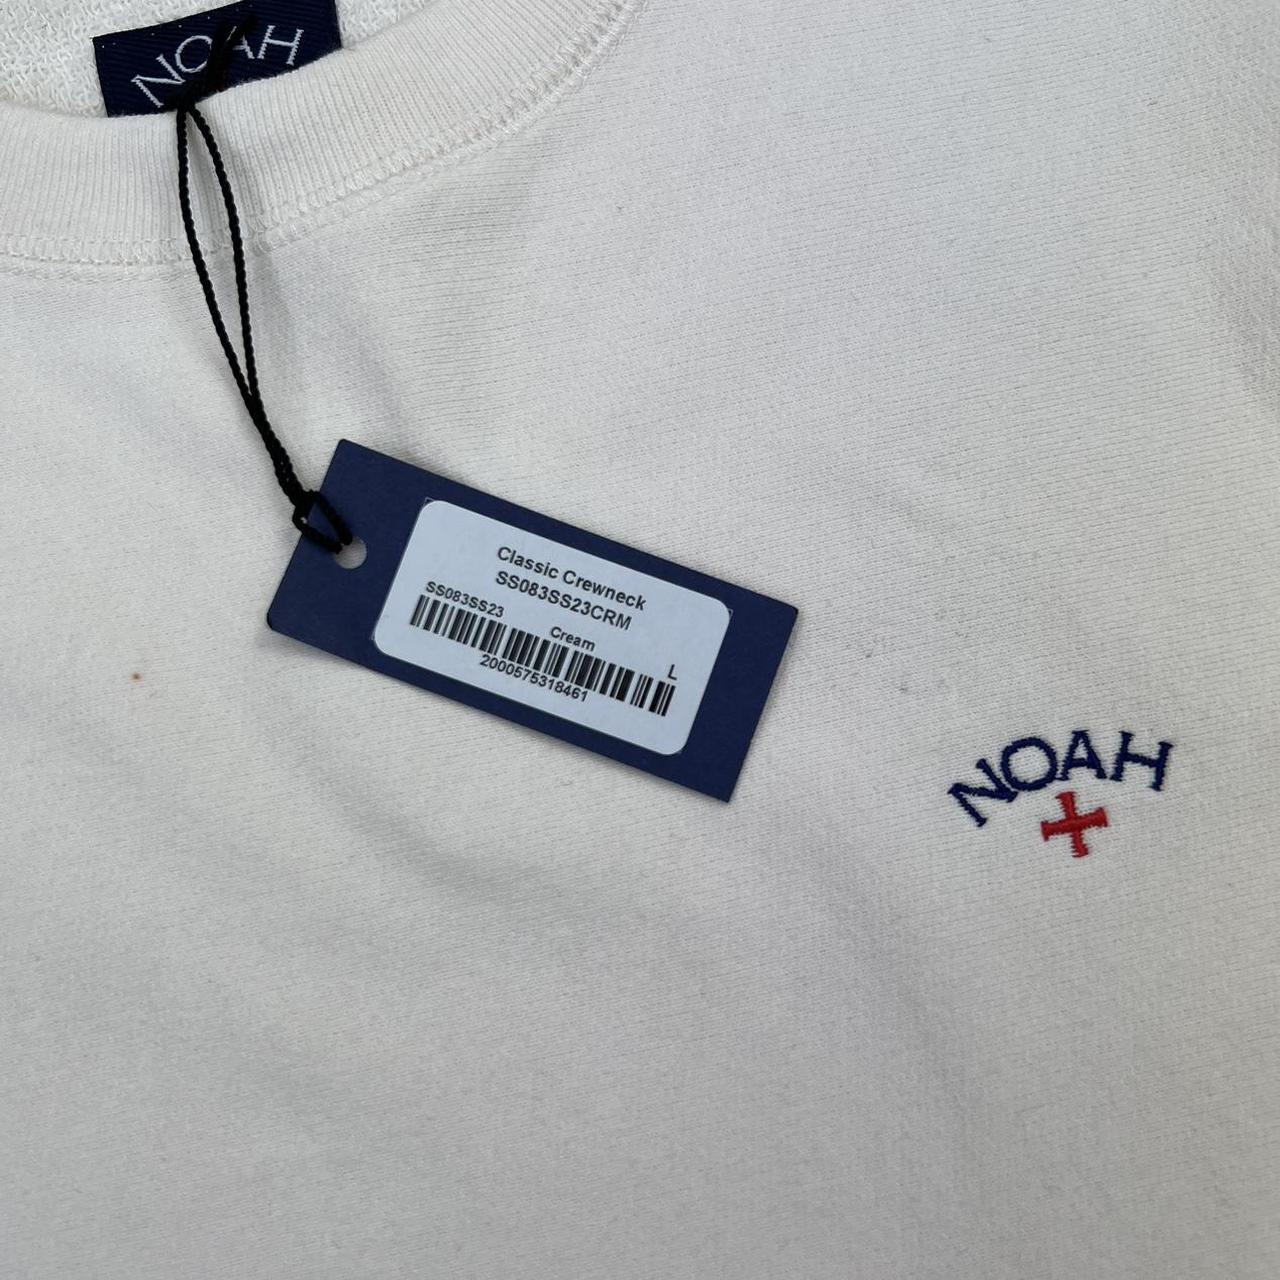 NOAH
Classic Crewneck
SS083SS23CRM
SS083SS23
Cream
L
2000575318461
NOAH